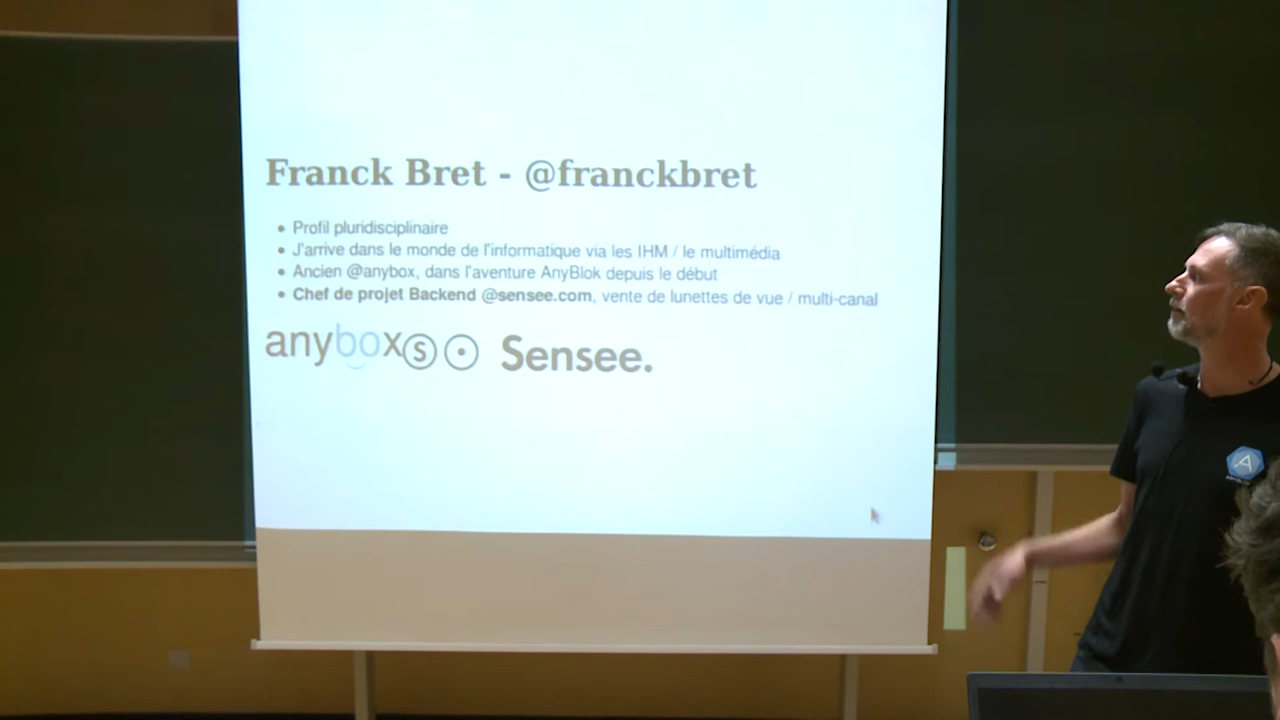 Franck Bret - @franckbret
Profil pluridisciplinaire
J'arrive dans le monde de l'informatique via les IHM / le multimédia
Ancien @anybox, dans l'aventure AnyBlok depuis le début
Chef de projet Backend @sensee.com, vente de lunettes de vue / multi-canal
anybox S Sensee.
A